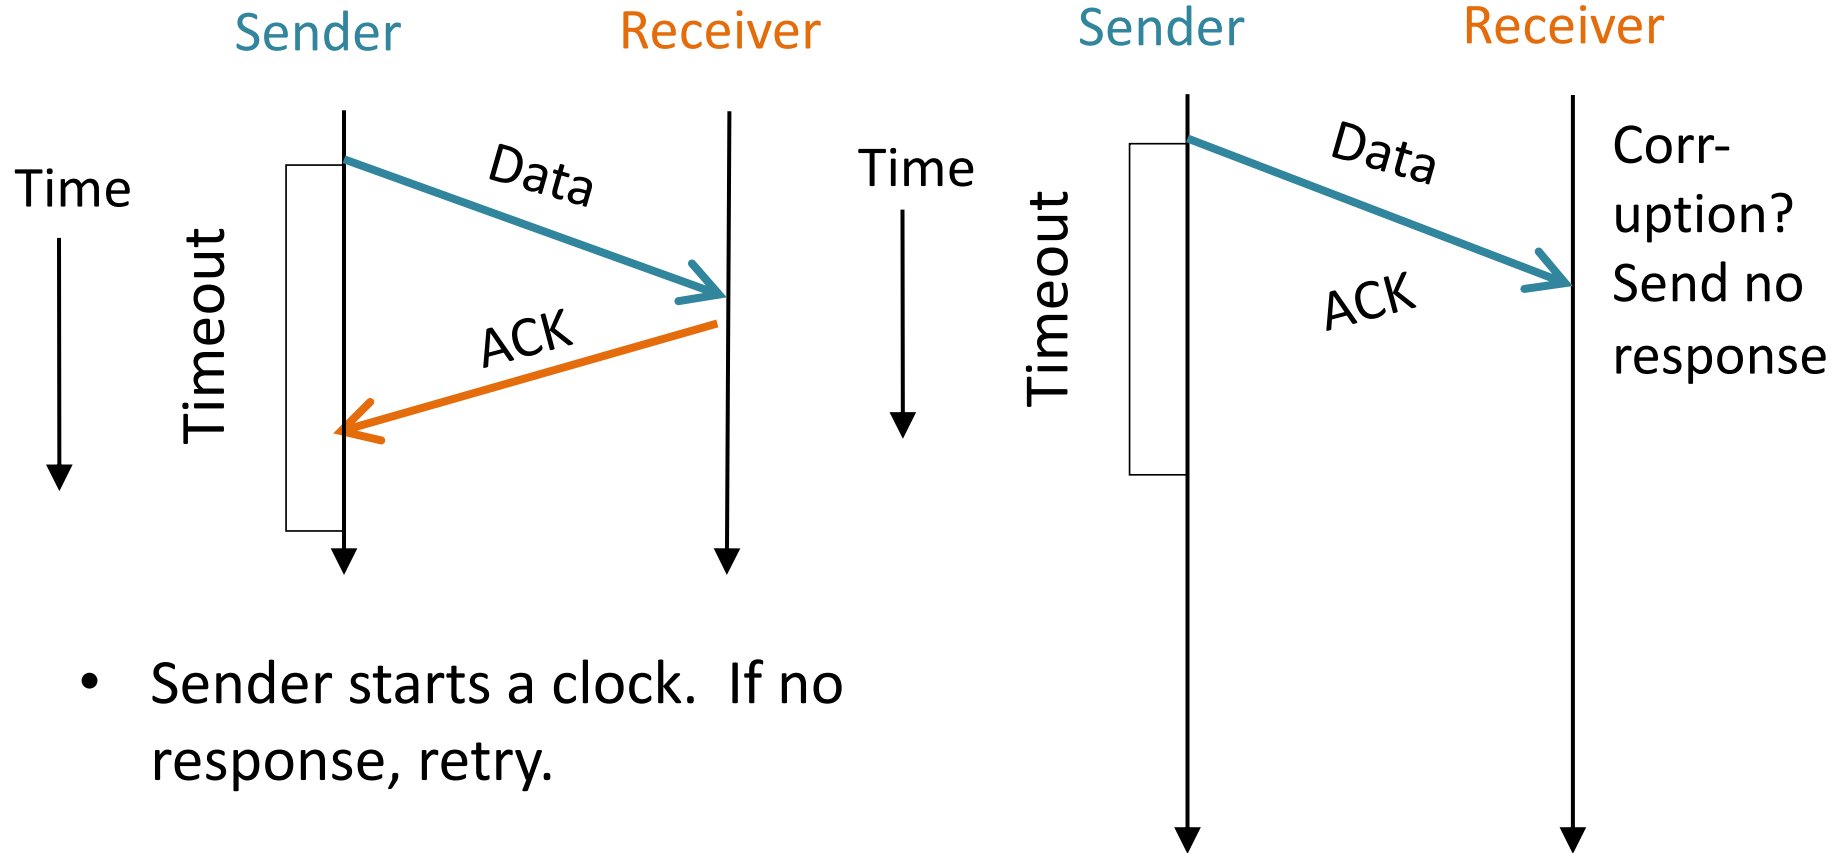 Sender
Receiver
Time
Timeout
Data
ACK
• Sender starts a clock.  If no
response, retry.
Sender
Receiver
Time
Timeout
Data
ACK
Corr-
uption?
Send no
response